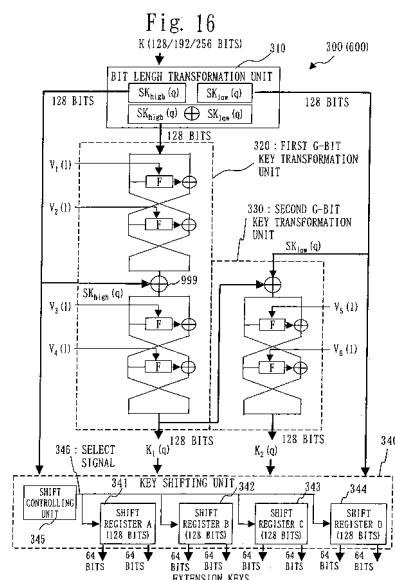 Fig. 16
K (128/192/256 BITS)
310
300 (600)
BIT LENGH TRANSFORMATION UNIT
SKhigh (q)
SKlow (q)
128 BITS
128 BITS
SKhigh (q) ⊕ SKlow (q)
128 BITS
320 : FIRST G-BIT KEY TRANSFORMATION UNIT
V1 (l)
F
V2 (l)
F
330 : SECOND G-BIT KEY TRANSFORMATION UNIT
SKlow (q)
999
SKhigh (q)
V3 (l)
F
V5 (l)
F
V4 (l)
F
V6 (l)
F
128 BITS
128 BITS
K1 (q)
K2 (q)
340
346 : SELECT SIGNAL
KEY SHIFTING UNIT
341
342
343
344
SHIFT CONTROLLING UNIT
345
SHIFT REGISTER A (128 BITS)
SHIFT REGISTER B (128 BITS)
SHIFT REGISTER C (128 BITS)
SHIFT REGISTER D (128 BITS)
64 BITS
64 BITS
64 BITS
64 BITS
64 BITS
64 BITS
64 BITS
64 BITS
EXTENSION KEYS